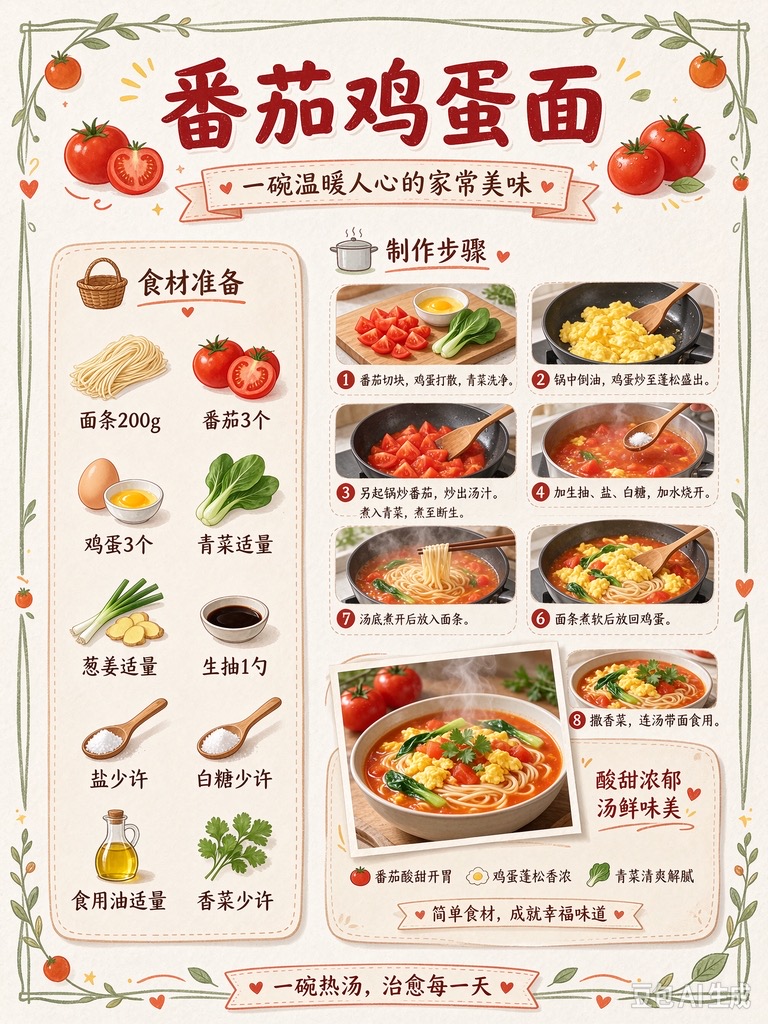 番茄鸡蛋面
一碗温暖人心的家常美味
食材准备
面条200g
番茄3个
鸡蛋3个
青菜适量
葱姜适量
生抽1勺
盐少许
白糖少许
食用油适量
香菜少许
制作步骤
1 番茄切块，鸡蛋打散，青菜洗净。
2 锅中倒油，鸡蛋炒至蓬松盛出。
3 另起锅炒番茄，炒出汤汁。
煮入青菜，煮至断生。
4 加生抽、盐、白糖，加水烧开。
7 汤底煮开后放入面条。
6 面条煮软后放回鸡蛋。
8 撒香菜，连汤带面食用。
酸甜浓郁
汤鲜味美
番茄酸甜开胃
鸡蛋蓬松香浓
青菜清爽解腻
简单食材，成就幸福味道
一碗热汤，治愈每一天
豆包AI生成